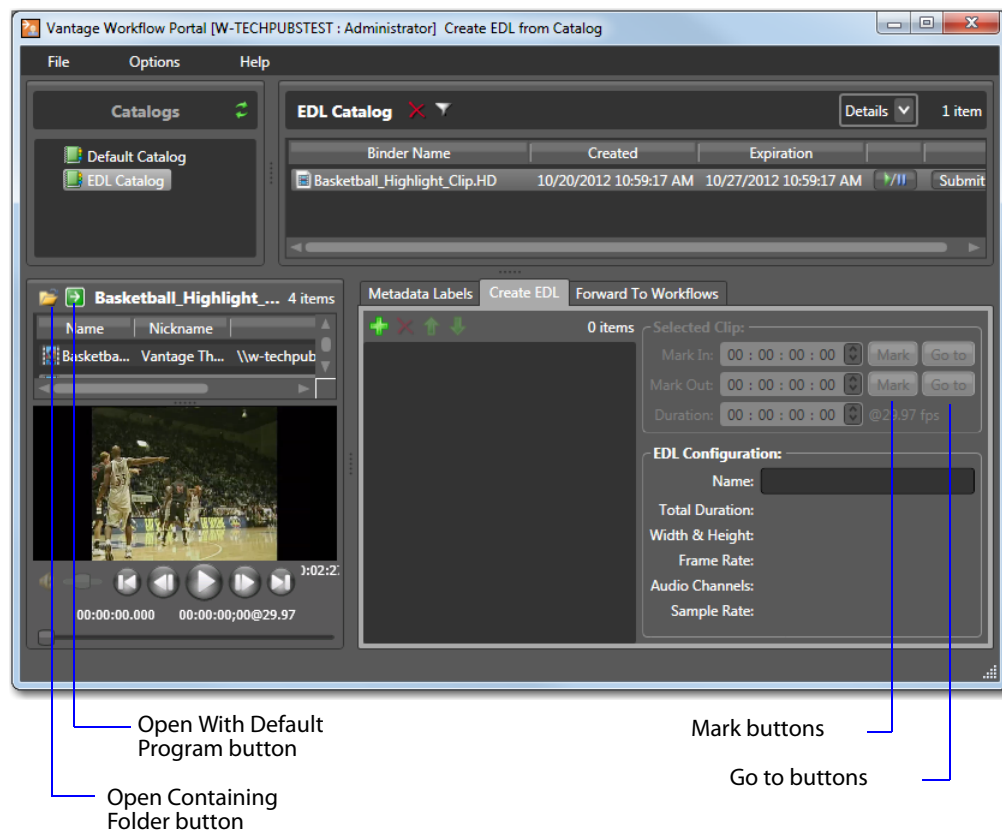 Vantage Workflow Portal [W-TECHPUBSTEST : Administrator] Create EDL from Catalog
File Options Help
Catalogs
Default Catalog
EDL Catalog
EDL Catalog Details 1 item
Binder Name Created Expiration
Basketball_Highlight_Clip.HD 10/20/2012 10:59:17 AM 10/27/2012 10:59:17 AM Submit
Basketball_Highlight_... 4 items
Name Nickname
Basketba... Vantage Th... \\w-techpub
):02:2
00:00:00.000 00:00:00;00@29.97
Metadata Labels Create EDL Forward To Workflows
0 items
Selected Clip:
Mark In: 00 : 00 : 00 : 00 Mark Go to
Mark Out: 00 : 00 : 00 : 00 Mark Go to
Duration: 00 : 00 : 00 : 00 @29.97 fps
EDL Configuration:
Name:
Total Duration:
Width & Height:
Frame Rate:
Audio Channels:
Sample Rate:
Open With Default
Program button
Open Containing
Folder button
Mark buttons
Go to buttons